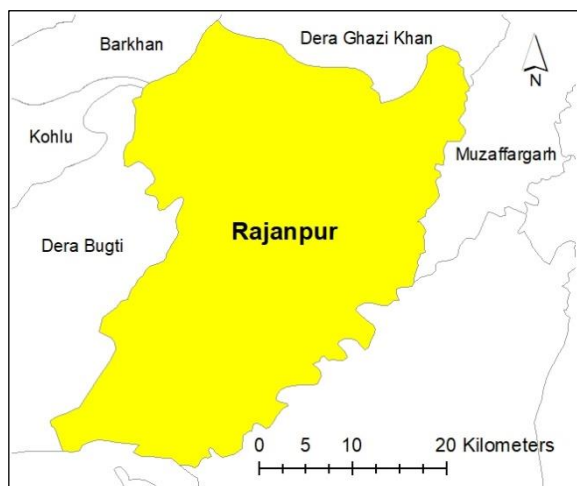 Barkhan
Dera Ghazi Khan
N
Kohlu
Muzaffargarh
Rajanpur
Dera Bugti
0 5 10 20 Kilometers